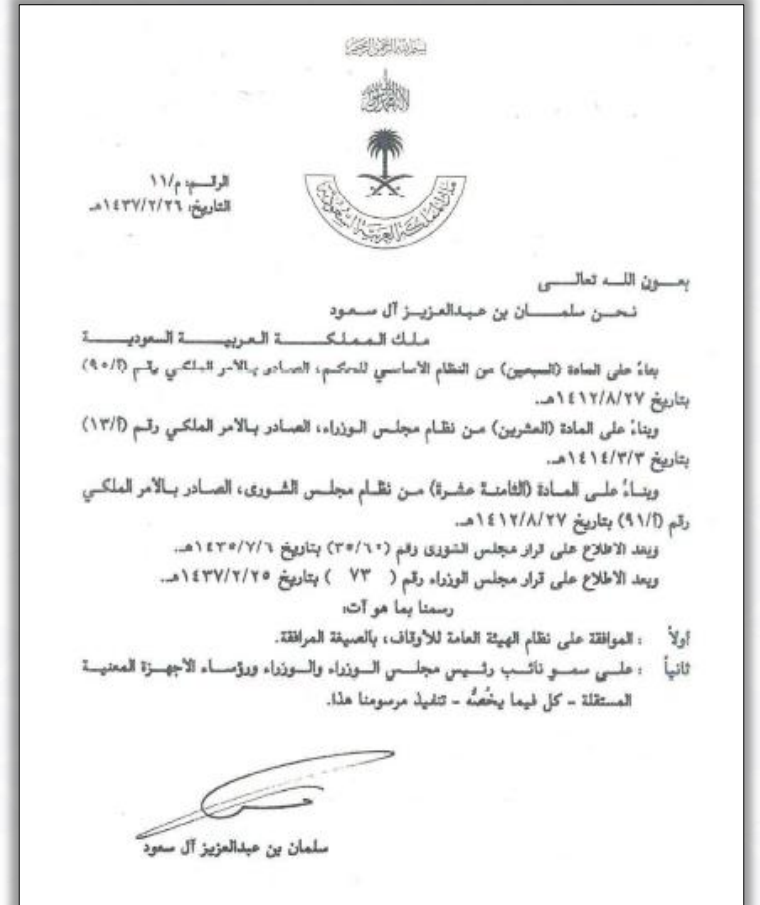 بسم الله الرحمن الرحيم
لا إله إلا الله محمد رسول الله
مملكة المملكة العربية السعودية
الرقم: م/١١
التاريخ: ١٤٣٧/٢/٢٦هـ
بعون الله تعالى
نحن سلمان بن عبدالعزيز آل سعود
ملك المملكة العربية السعودية
بناءً على المادة (السبعين) من النظام الأساسي للحكم، الصادر بالأمر الملكي رقم (أ/٩٠)
بتاريخ ١٤١٢/٨/٢٧هـ.
وبناءً على المادة (العشرين) من نظام مجلس الوزراء، الصادر بالأمر الملكي رقم (أ/١٣)
بتاريخ ١٤١٤/٣/٣هـ.
وبناءً على المادة (الثامنة عشرة) من نظام مجلس الشورى، الصادر بالأمر الملكي
رقم (أ/٩١) بتاريخ ١٤١٢/٨/٢٧هـ.
وبعد الاطلاع على قرار مجلس الشورى رقم بتاريخ ١٤٣٥/٧/٦هـ.
وبعد الاطلاع على قرار مجلس الوزراء رقم ( ٧٣ ) بتاريخ ١٤٣٧/٢/٢٥هـ.
رسمنا بما هو آت:
أولاً : الموافقة على نظام الهيئة العامة للأوقاف، بالصيغة المرافقة.
ثانياً : على سمو نائب رئيس مجلس الوزراء والوزراء ورؤساء الأجهزة المعنية
المستقلة - كل فيما يخصُّه - تنفيذ مرسومنا هذا.
سلمان بن عبدالعزيز آل سعود